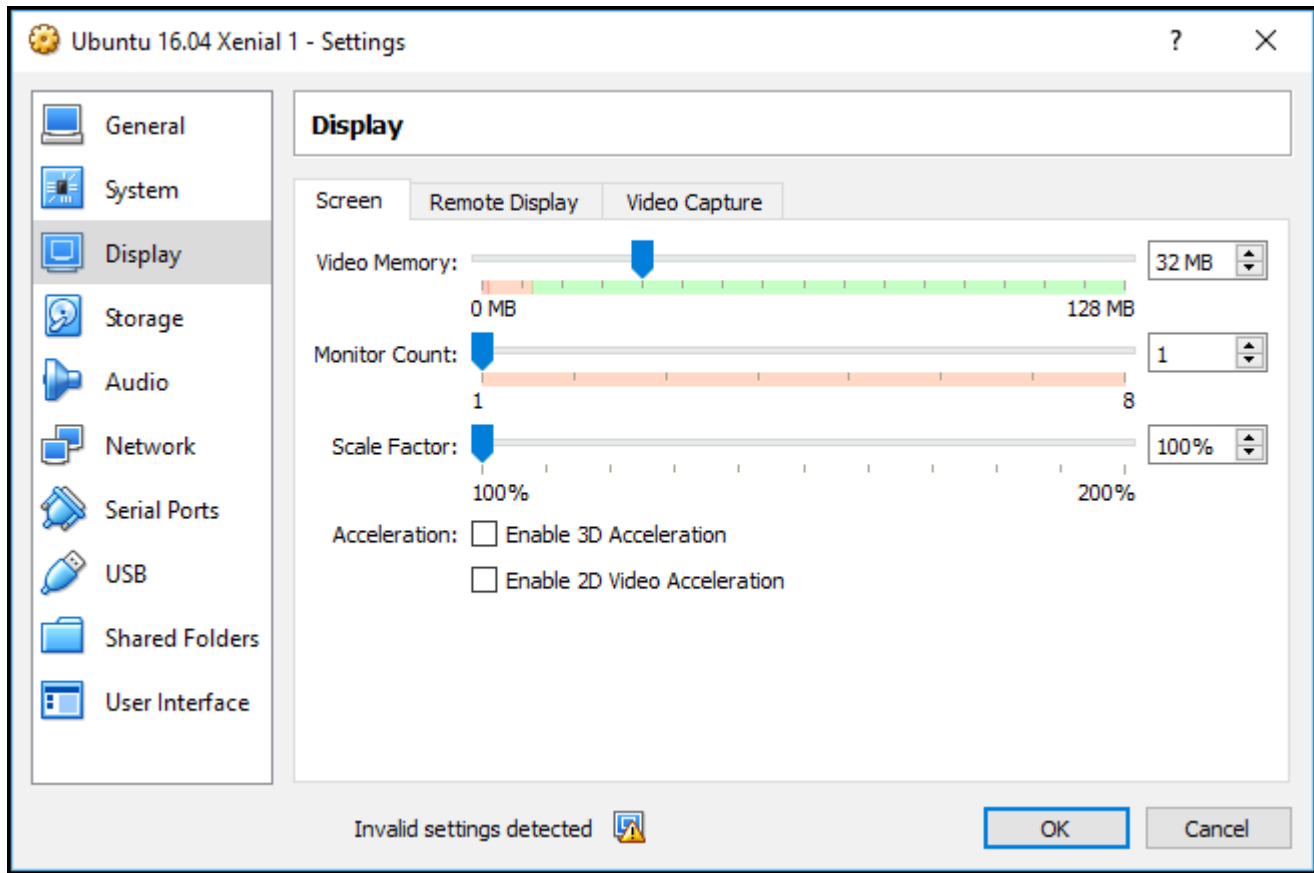 Ubuntu 16.04 Xenial 1 - Settings
?
General
System
Display
Storage
Audio
Network
Serial Ports
USB
Shared Folders
User Interface
Display
Screen
Remote Display
Video Capture
Video Memory:
32 MB
0 MB
128 MB
Monitor Count:
1
1
8
Scale Factor:
100%
100%
200%
Acceleration:
Enable 3D Acceleration
Enable 2D Video Acceleration
Invalid settings detected
OK
Cancel